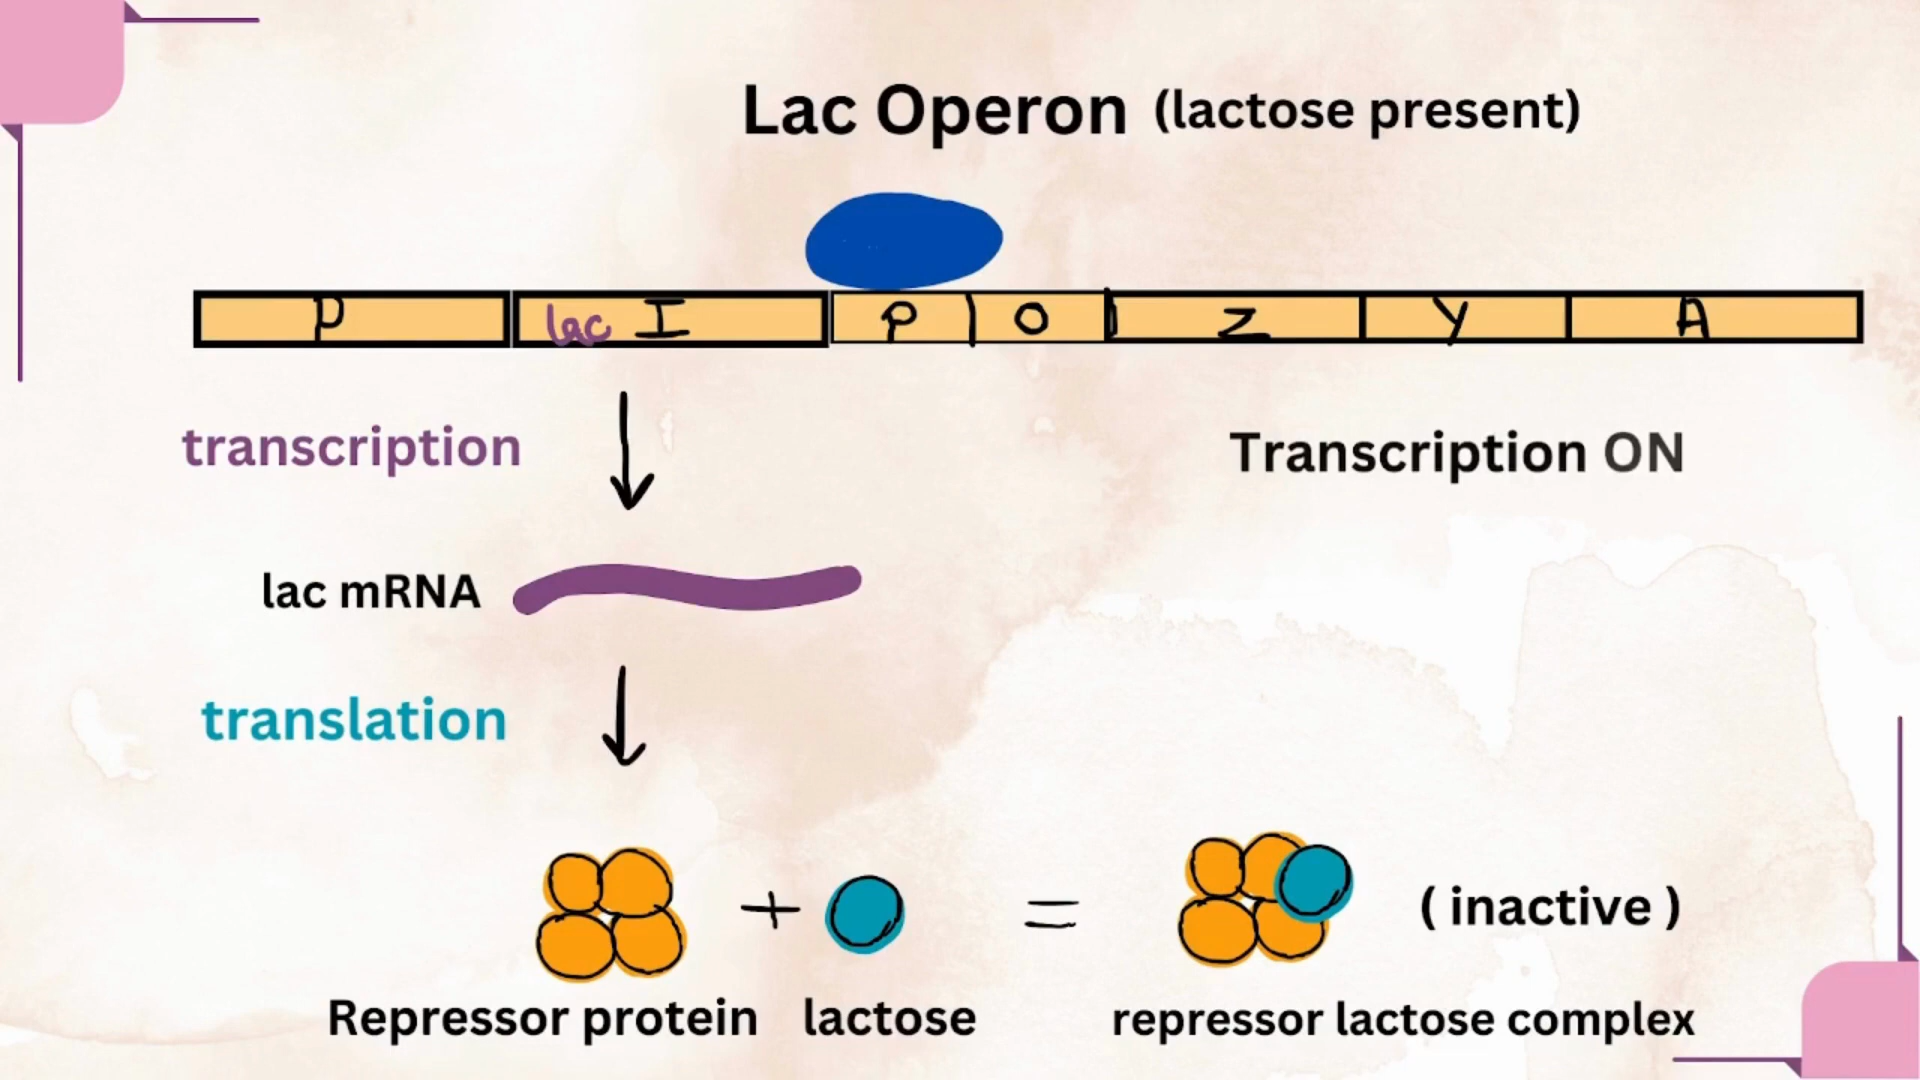 Lac Operon (lactose present)
P lac I P O Z Y A
transcription
Transcription ON
lac mRNA
translation
+ = ( inactive )
Repressor protein lactose repressor lactose complex